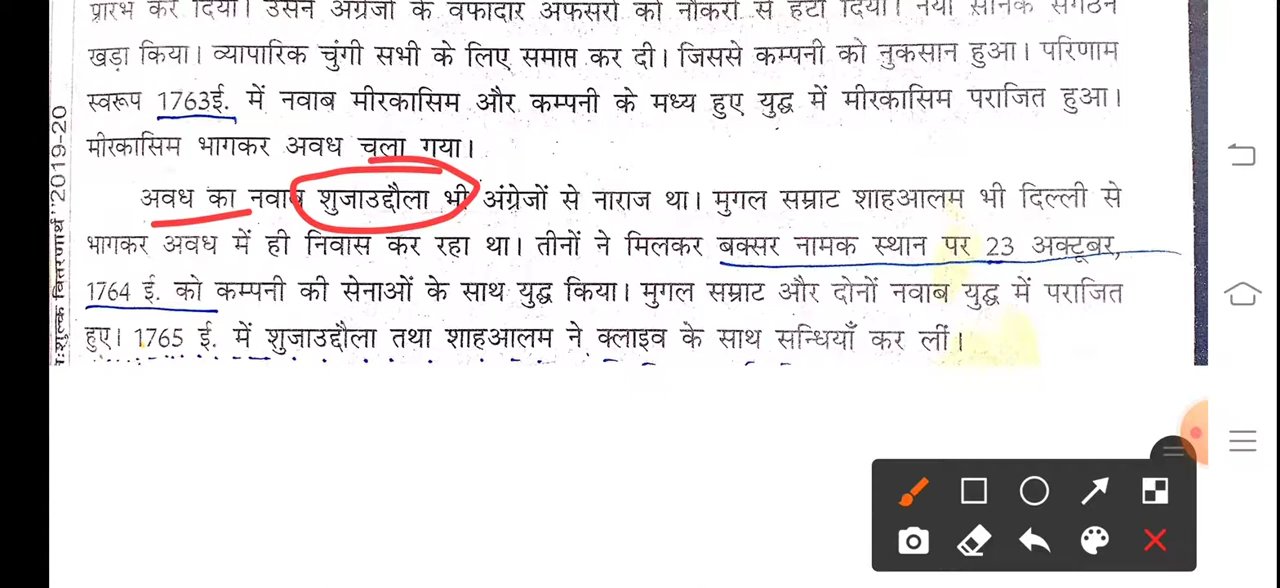 प्रारंभ कर दिया। उसने अंग्रेजों के वफादार अफसरों को नौकरी से हटा दिया। नया सैनिक संगठन
खड़ा किया। व्यापारिक चुंगी सभी के लिए समाप्त कर दी। जिससे कम्पनी को नुकसान हुआ। परिणाम
स्वरूप 1763ई. में नवाब मीरकासिम और कम्पनी के मध्य हुए युद्ध में मीरकासिम पराजित हुआ।
मीरकासिम भागकर अवध चला गया।
अवध का नवाब शुजाउद्दौला भी अंग्रेजों से नाराज था। मुगल सम्राट शाहआलम भी दिल्ली से
भागकर अवध में ही निवास कर रहा था। तीनों ने मिलकर बक्सर नामक स्थान पर 23 अक्टूबर,
1764 ई. को कम्पनी की सेनाओं के साथ युद्ध किया। मुगल सम्राट और दोनों नवाब युद्ध में पराजित
हुए। 1765 ई. में शुजाउद्दौला तथा शाहआलम ने क्लाइव के साथ सन्धियाँ कर लीं।
:शुल्क वितरणार्थ" 2019-20